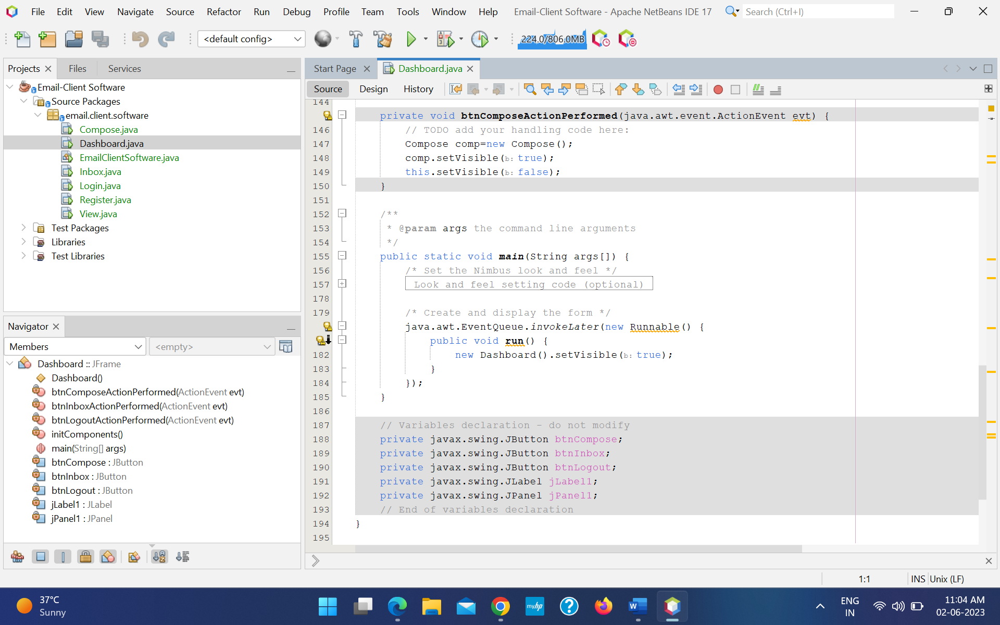 File Edit View Navigate Source Refactor Run Debug Profile Team Tools Window Help Email-Client Software - Apache NetBeans IDE 17 Search (Ctrl+I)
<default config> 224.0/806.0MB
Projects Files Services
Start Page Dashboard.java
Source Design History
Email-Client Software
Source Packages
email.client.software
Compose.java
Dashboard.java
EmailClientSoftware.java
Inbox.java
Login.java
Register.java
View.java
Test Packages
Libraries
Test Libraries
Navigator
Members <empty>
Dashboard :: JFrame
Dashboard()
btnComposeActionPerformed(ActionEvent evt)
btnInboxActionPerformed(ActionEvent evt)
btnLogoutActionPerformed(ActionEvent evt)
initComponents()
main(String[] args)
btnCompose : JButton
btnInbox : JButton
btnLogout : JButton
jLabel1 : JLabel
jPanel1 : JPanel
144
private void btnComposeActionPerformed(java.awt.event.ActionEvent evt) {
146 // TODO add your handling code here:
147 Compose comp=new Compose();
148 comp.setVisible(b: true);
149 this.setVisible(b: false);
150 }
151
152 /**
153 * @param args the command line arguments
154 */
155 public static void main(String args[]) {
156 /* Set the Nimbus look and feel */
157 Look and feel setting code (optional)
178
179 /* Create and display the form */
java.awt.EventQueue.invokeLater(new Runnable() {
public void run() {
182 new Dashboard().setVisible(b: true);
183 }
184 });
185 }
186
187 // Variables declaration - do not modify
188 private javax.swing.JButton btnCompose;
189 private javax.swing.JButton btnInbox;
190 private javax.swing.JButton btnLogout;
191 private javax.swing.JLabel jLabel1;
192 private javax.swing.JPanel jPanel1;
193 // End of variables declaration
194 }
195
1:1 INS Unix (LF)
37°C
Sunny
myhp
W
ENG
IN
11:04 AM
02-06-2023